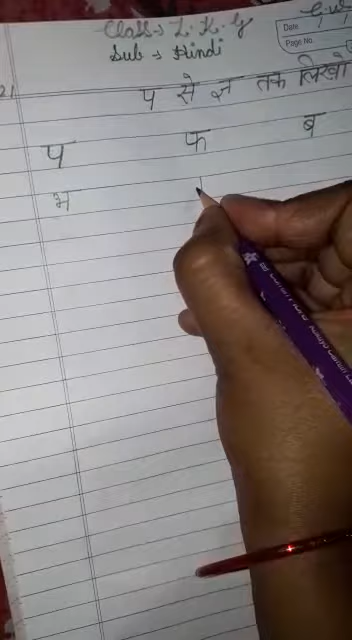 Class → L.K.G
Date
Sub → Hindi
Page No.
प से ज्ञ तक लिखो
प फ ब
भ